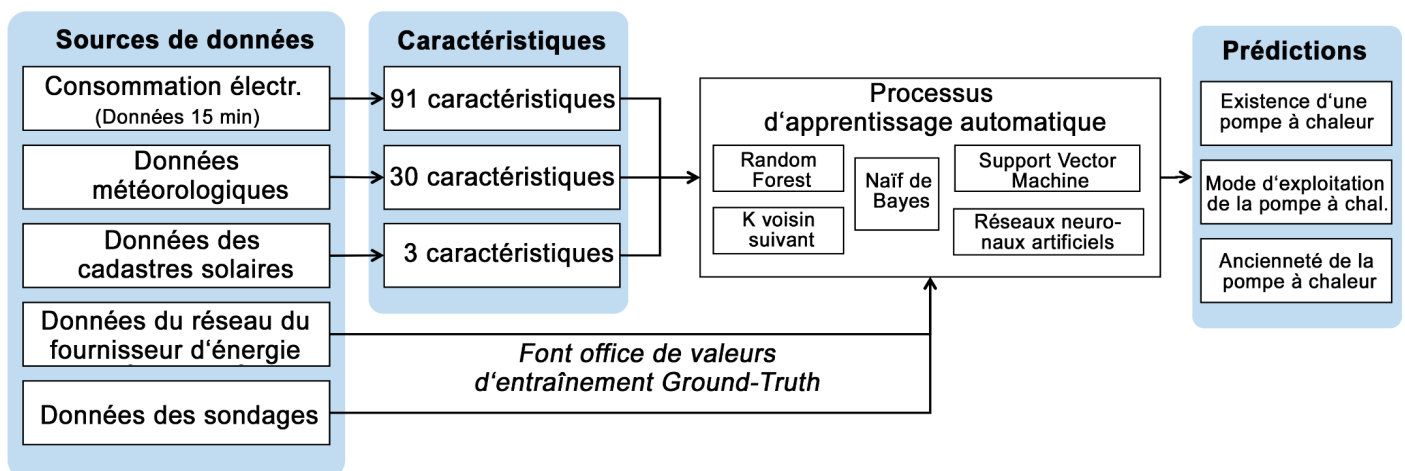 Sources de données
Consommation électr.
(Données 15 min)
Données
météorologiques
Données des
cadastres solaires
Données du réseau du
fournisseur d‘énergie
Données des sondages
Caractéristiques
91 caractéristiques
30 caractéristiques
3 caractéristiques
Font office de valeurs
d‘entraînement Ground-Truth
Processus
d‘apprentissage automatique
Random
Forest
K voisin
suivant
Naïf de
Bayes
Support Vector
Machine
Réseaux neuro-
naux artificiels
Prédictions
Existence d‘une
pompe à chaleur
Mode d‘exploitation
de la pompe à chal.
Ancienneté de la
pompe à chaleur